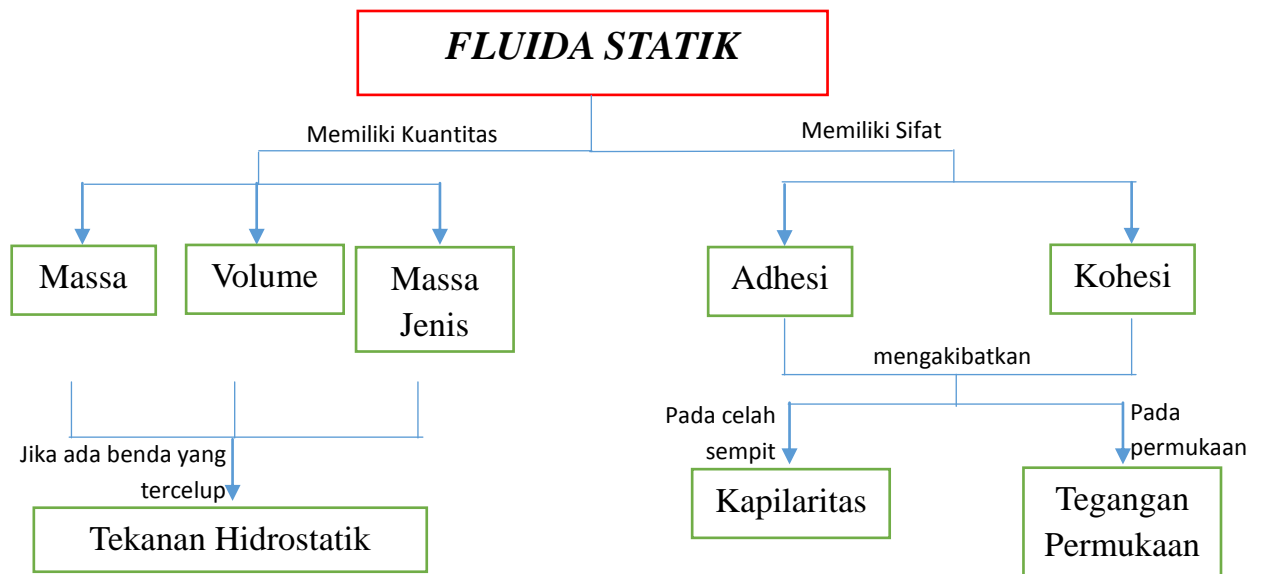 FLUIDA STATIK
Memiliki Kuantitas
Memiliki Sifat
Massa
Volume
Massa
Jenis
Adhesi
Kohesi
mengakibatkan
Jika ada benda yang
tercelup
Pada celah
sempit
Pada
permukaan
Tekanan Hidrostatik
Kapilaritas
Tegangan
Permukaan